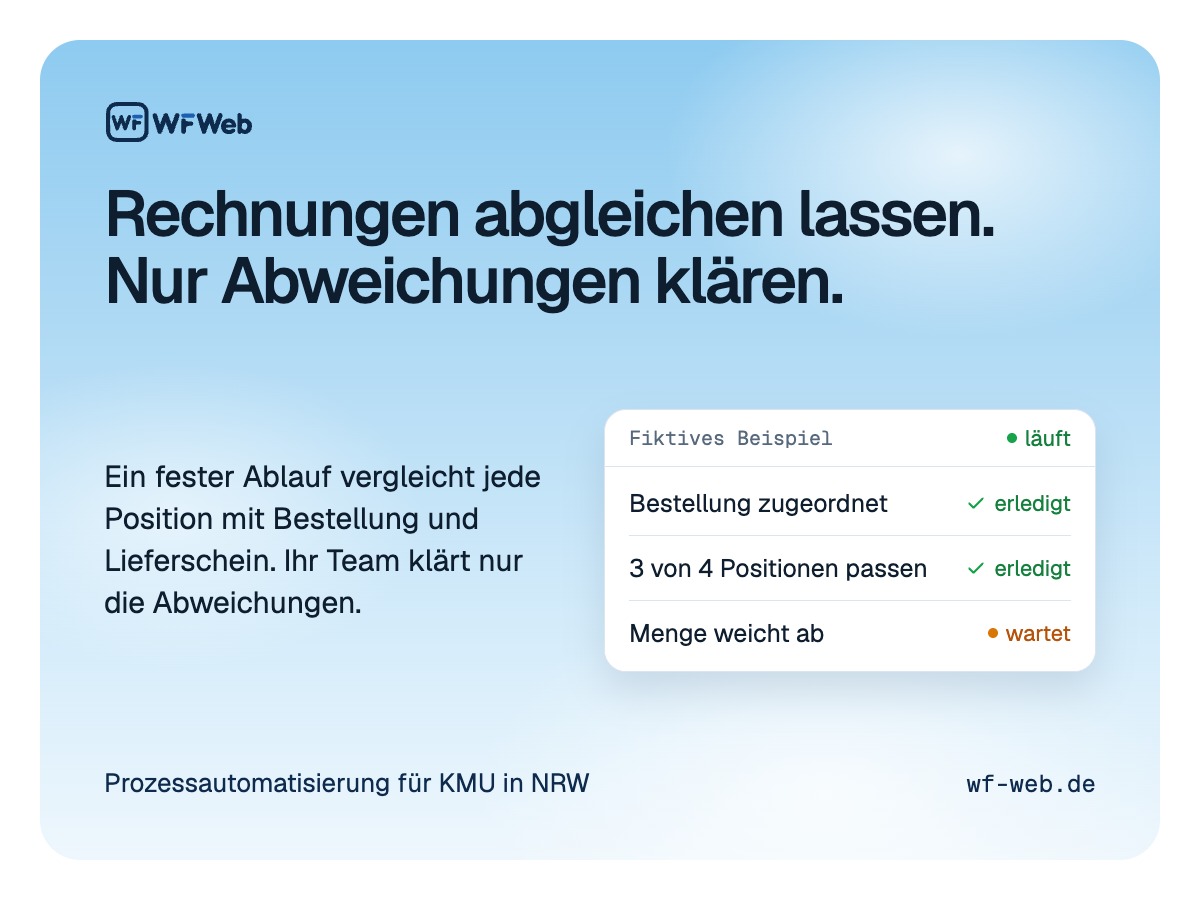 WF WFWeb
Rechnungen abgleichen lassen.
Nur Abweichungen klären.
Ein fester Ablauf vergleicht jede
Position mit Bestellung und
Lieferschein. Ihr Team klärt nur
die Abweichungen.
Fiktives Beispiel läuft
Bestellung zugeordnet erledigt
3 von 4 Positionen passen erledigt
Menge weicht ab wartet
Prozessautomatisierung für KMU in NRW
wf-web.de